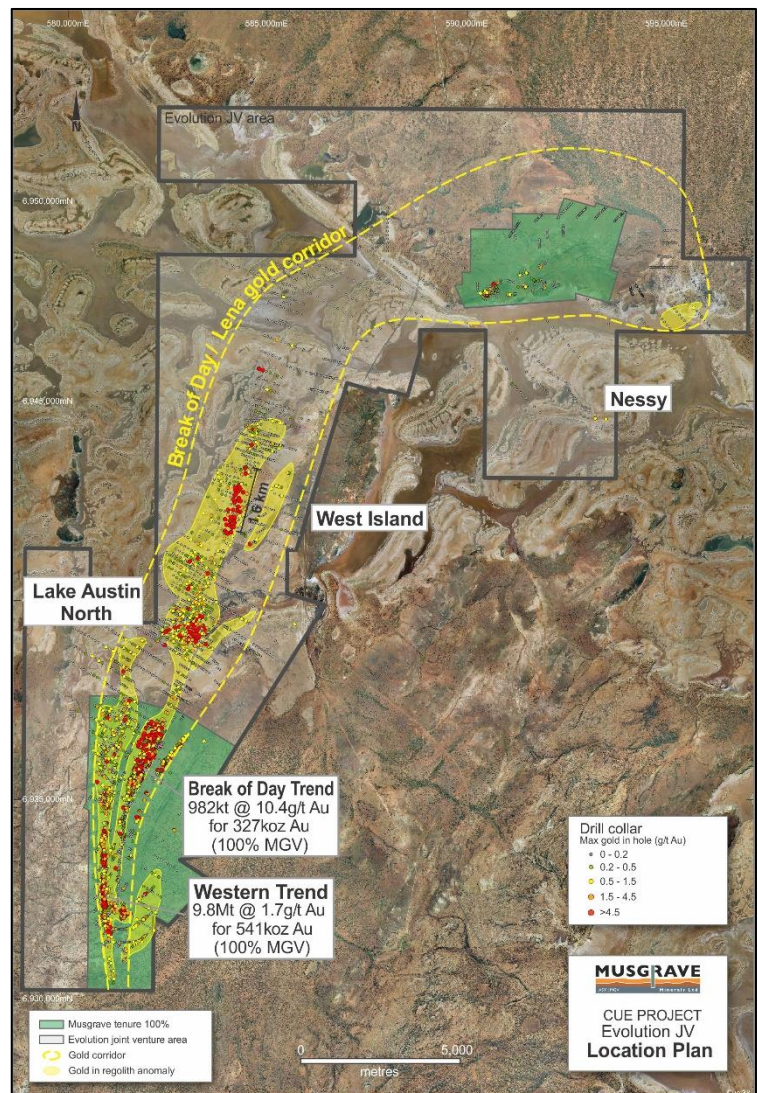 580,000mE
585,000mE
590,000mE
595,000mE
Evolution JV area
N
6,950,000mN
Break of Day / Lena gold corridor
6,945,000mN
Nessy
1.6 km
West Island
Lake Austin
North
6,935,000mN
Break of Day Trend
982kt @ 10.4g/t Au
for 327koz Au
(100% MGV)
Western Trend
9.8Mt @ 1.7g/t Au
for 541koz Au
(100% MGV)
Drill collar
Max gold in hole (g/t Au)
0 - 0.2
0.2 - 0.5
0.5 - 1.5
1.5 - 4.5
>4.5
6,930,000mN
MUSGRAVE
Minerals Ltd
CUE PROJECT
Evolution JV
Location Plan
Musgrave tenure 100%
Evolution joint venture area
Gold corridor
Gold in regolith anomaly
0
5,000
metres